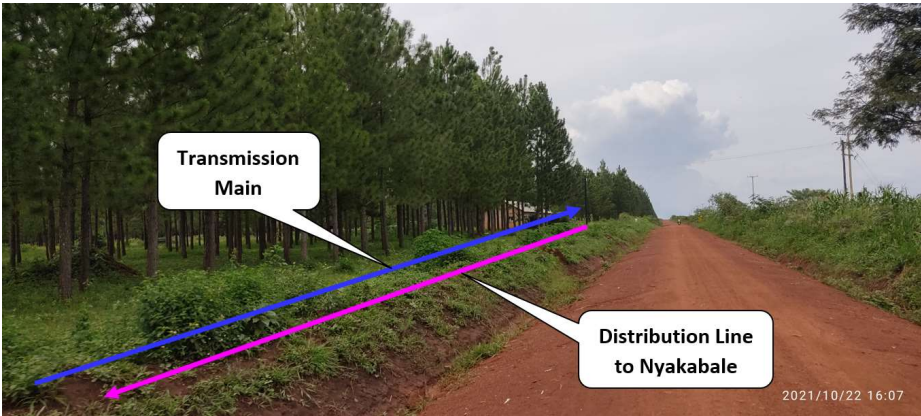 Transmission
Main
Distribution Line
to Nyakabale
2021/10/22 16:07